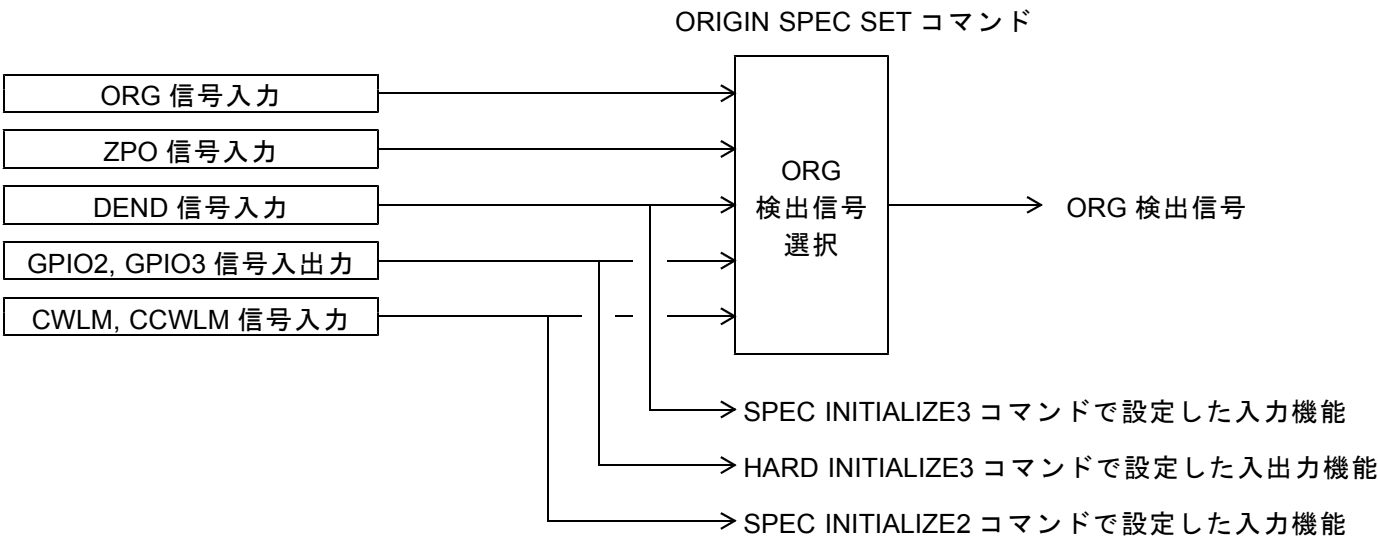 ORIGIN SPEC SET コマンド
ORG 信号入力
ZPO 信号入力
DEND 信号入力
GPIO2, GPIO3 信号入出力
CWLM, CCWLM 信号入力
ORG
検出信号
選択
ORG 検出信号
SPEC INITIALIZE3 コマンドで設定した入力機能
HARD INITIALIZE3 コマンドで設定した入出力機能
SPEC INITIALIZE2 コマンドで設定した入力機能